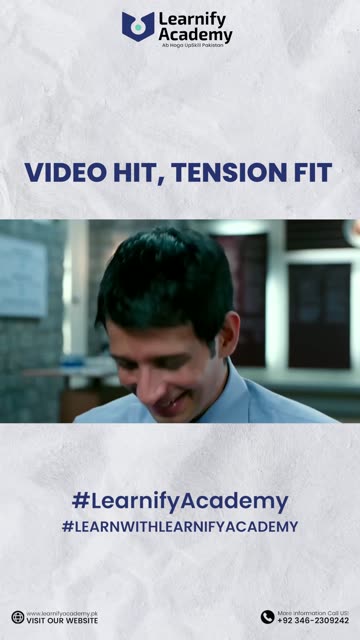 Learnify
Academy
Ab Hoga UpSkill Pakistan
VIDEO HIT, TENSION FIT
#LearnifyAcademy
#LEARNWITHLEARNIFYACADEMY
www.learnifyacademy.pk
VISIT OUR WEBSITE
More Information Call US!
+92 346-2309242